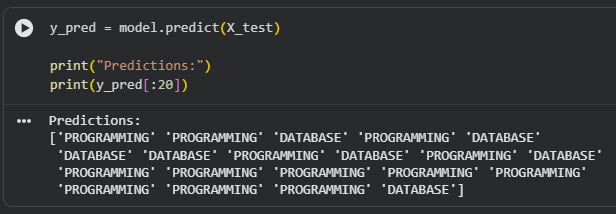 y_pred = model.predict(X_test)
print("Predictions:")
print(y_pred[:20])
Predictions:
['PROGRAMMING' 'PROGRAMMING' 'DATABASE' 'PROGRAMMING' 'DATABASE'
'DATABASE' 'DATABASE' 'PROGRAMMING' 'DATABASE' 'PROGRAMMING' 'DATABASE'
'PROGRAMMING' 'PROGRAMMING' 'PROGRAMMING' 'PROGRAMMING' 'PROGRAMMING'
'PROGRAMMING' 'PROGRAMMING' 'PROGRAMMING' 'DATABASE']